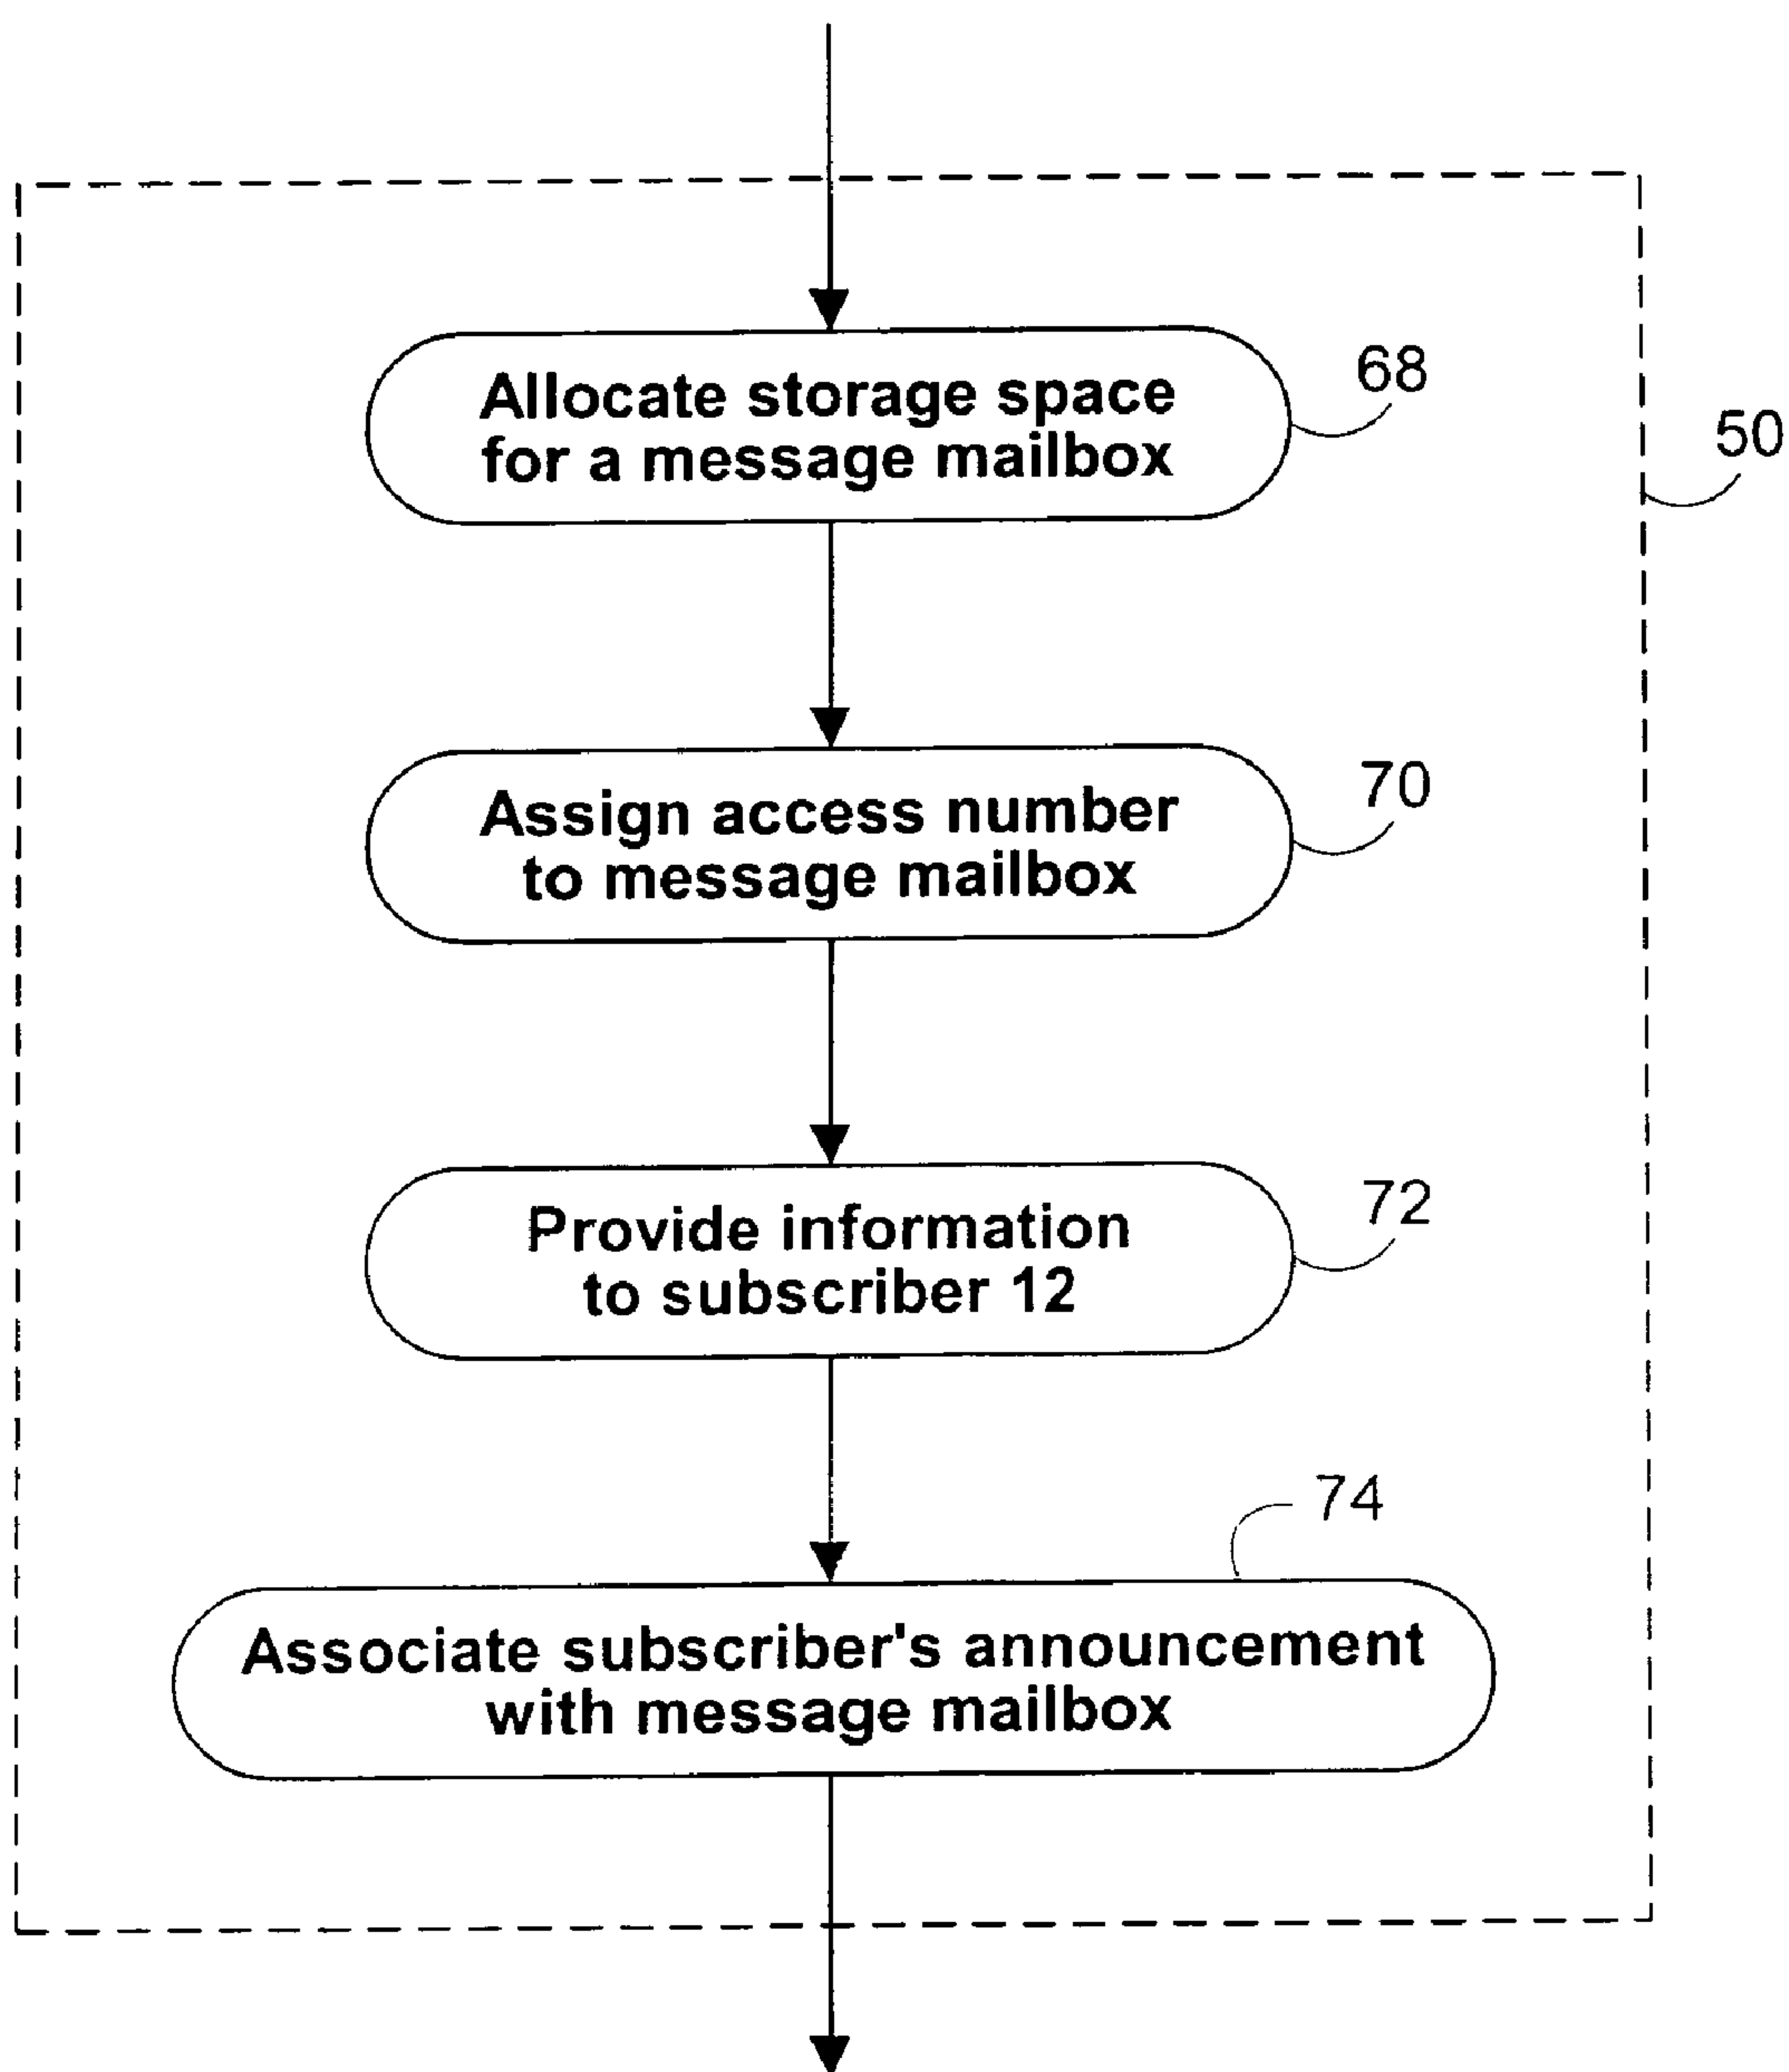 Allocate storage space
for a message mailbox
68
50
Assign access number
to message mailbox
70
Provide information
to subscriber 12
72
74
Associate subscriber's announcement
with message mailbox